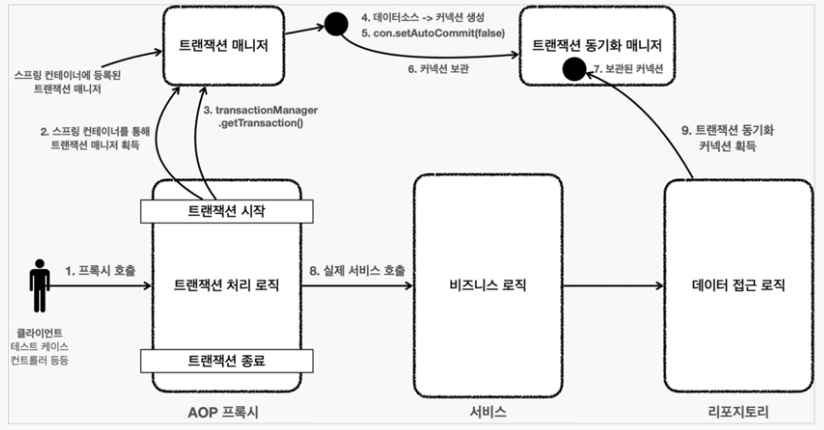 트랜잭션 매니저
4. 데이터소스 -> 커넥션 생성
5. con.setAutoCommit(false)
트랜잭션 동기화 매니저
6. 커넥션 보관
7. 보관된 커넥션
스프링 컨테이너에 등록된
트랜잭션 매니저
3. transactionManager
.getTransaction()
2. 스프링 컨테이너를 통해
트랜잭션 매니저 획득
9. 트랜잭션 동기화
커넥션 획득
트랜잭션 시작
1. 프록시 호출
트랜잭션 처리 로직
8. 실제 서비스 호출
비즈니스 로직
데이터 접근 로직
클라이언트
테스트 케이스
컨트롤러 등등
트랜잭션 종료
AOP 프록시
서비스
리포지토리